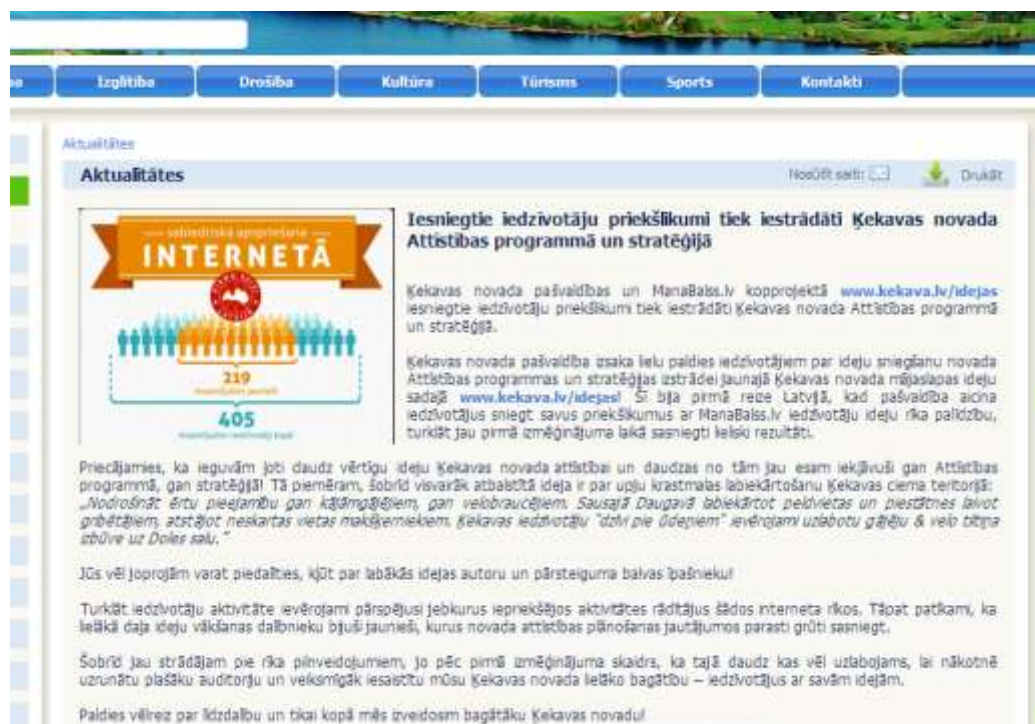 Izglītība Drošība Kultūra Tūrisms Sports Kontakti
Aktualitātes
Aktualitātes
Nosūtīt saiti Drukāt
sabiedriskā apspriešana
INTERNETĀ
219
405
Iesniegtie iedzīvotāju priekšlikumi tiek iestrādāti Ķekavas novada
Attīstības programmā un stratēģijā
Ķekavas novada pašvaldības un ManaBalss.lv kopprojektā www.kekava.lv/idejas
iesniegtie iedzīvotāju priekšlikumi tiek iestrādāti Ķekavas novada Attīstības programmā
un stratēģijā.
Ķekavas novada pašvaldība izsaka lielu paldies iedzīvotājiem par ideju sniegšanu novada
Attīstības programmas un stratēģijas izstrādei jaunajā Ķekavas novada mājaslapas ideju
sadaļā www.kekava.lv/idejas! Šī bija pirmā reize Latvijā, kad pašvaldība aicina
iedzīvotājus sniegt savus priekšlikumus ar ManaBalss.lv iedzīvotāju ideju rīka palīdzību,
turklāt jau pirmā izmēģinājuma laikā sasniegti lieliski rezultāti.
Priecājamies, ka ieguvām ļoti daudz vērtīgu ideju Ķekavas novada attīstībai un daudzas no tām jau esam iekļāvuši gan Attīstības
programmā, gan stratēģijā! Tā piemēram, šobrīd visvairāk atbalstītā ideja ir par upju krastmalas labiekārtošanu Ķekavas ciema teritorijā:
„Nodrošināt ērtu pieejamību gan kājāmgājējiem, gan velobraucējiem. Sausajā Daugavā labiekārtot peldvietas un piestātnes laivot
gribētājiem, atstājot neskartas vietas makšķerniekiem. Ķekavas iedzīvotāju "dzīvi pie ūdeņiem" ievērojami uzlabotu gājēju & velo tiltiņa
izbūve uz Doles salu."
Jūs vēl joprojām varat piedalīties, kļūt par labākās idejas autoru un pārsteiguma balvas īpašnieku!
Turklāt iedzīvotāju aktivitāte ievērojami pārspējusi jebkurus iepriekšējos aktivitātes rādītājus šādos interneta rīkos. Tāpat patīkami, ka
lielākā daļa ideju vākšanas dalībnieku bijuši jaunieši, kurus novada attīstības plānošanas jautājumos parasti grūti sasniegt.
Šobrīd jau strādājam pie rīka pilnveidojumiem, jo pēc pirmā izmēģinājuma skaidrs, ka tajā daudz kas vēl uzlabojams, lai nākotnē
uzrunātu plašāku auditoriju un veiksmīgāk iesaistītu mūsu Ķekavas novada lielāko bagātību – iedzīvotājus ar savām idejām.
Paldies vēlreiz par līdzdalību un tikai kopā mēs izveidosim bagātāku Ķekavas novadu!